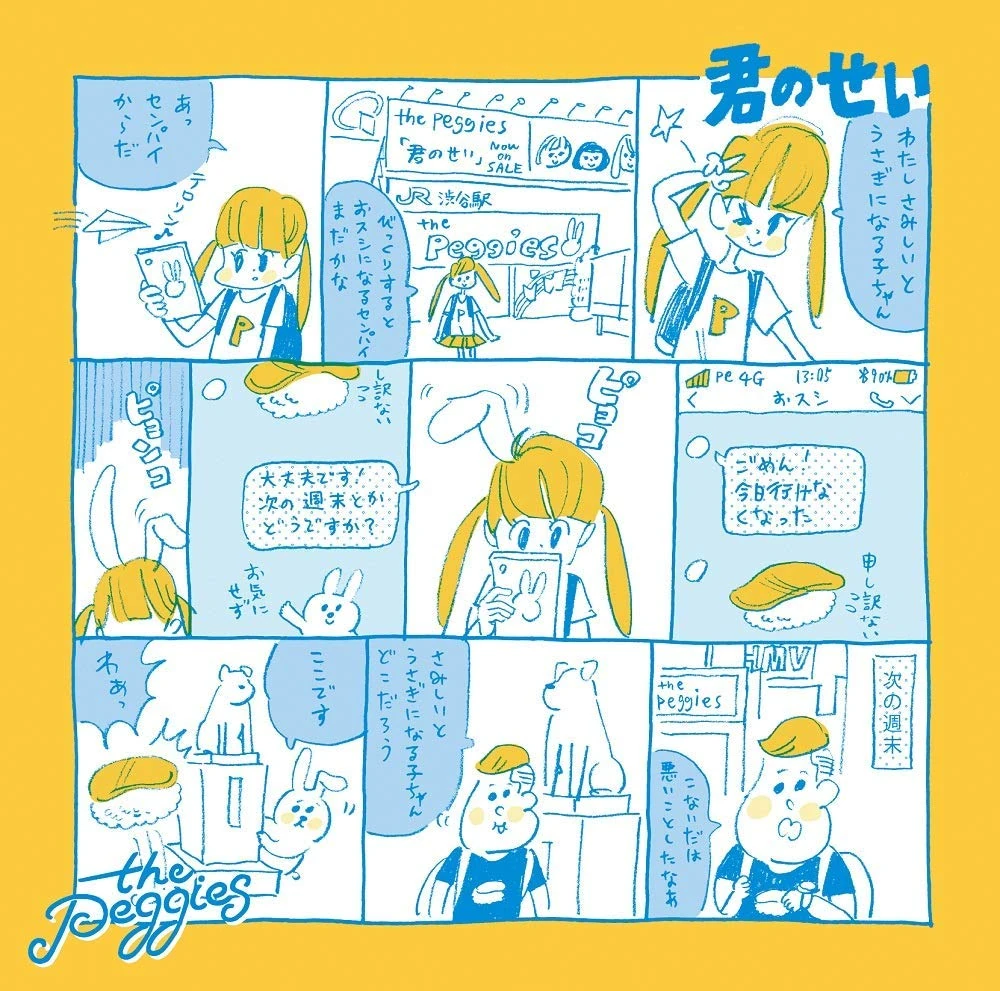 君のせい
わたしさみしいと
うさぎになる子ちゃん
the peggies
「君のせい」
NOW
on
SALE
JR 渋谷駅
the
Peggies
びっくりすると
おスシになるセンパイ
まだかな
P
あっ
センパイ
から〜だ
テロリン♪
P
Pe 4G 13:05 90%
おスシ
ごめん!
今日行けな
くなった
申し訳ない
ピョコ
し訳ない
大丈夫です!
次の週末とか
どうですか?
お気に
せず
ピョンコ
次の週末
HMV
the
peggies
こないだは
悪いことしたなあ
さみしいと
うさぎになる子ちゃん
どこだろう
ここです
わぁっ
the
Peggies